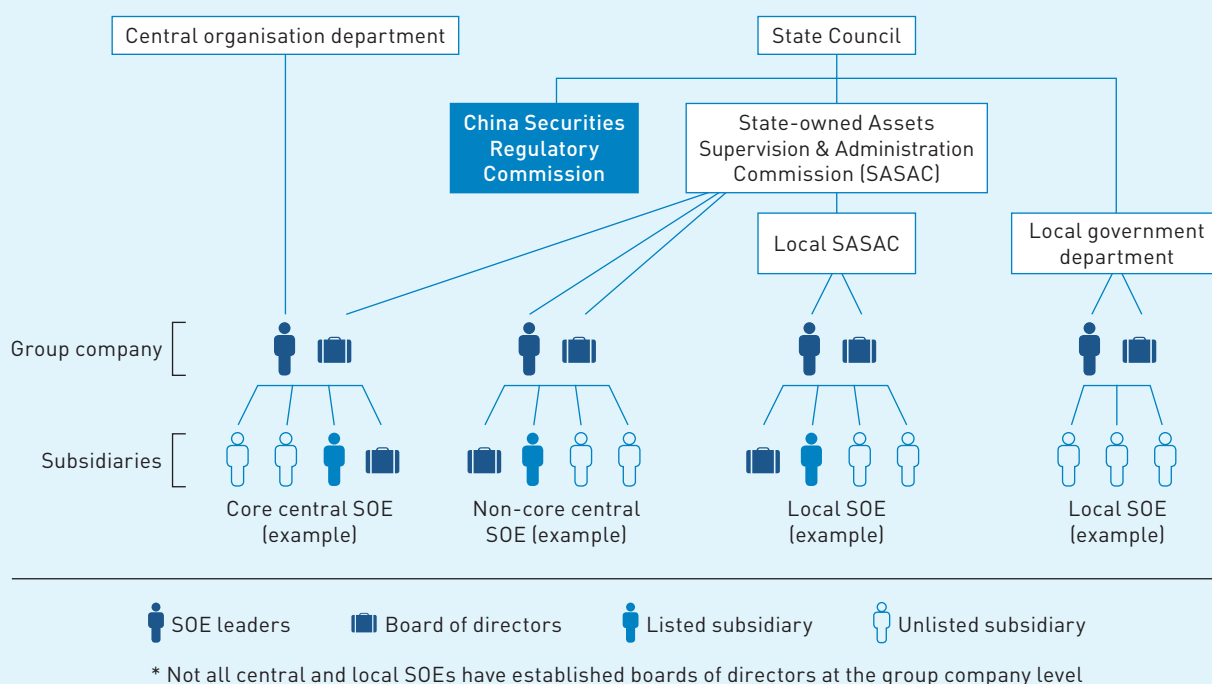 Central organisation department
State Council
China Securities
Regulatory
Commission
State-owned Assets
Supervision & Administration
Commission (SASAC)
Local SASAC
Local government
department
Group company
Subsidiaries
Core central SOE
(example)
Non-core central
SOE (example)
Local SOE
(example)
Local SOE
(example)
SOE leaders
Board of directors
Listed subsidiary
Unlisted subsidiary
* Not all central and local SOEs have established boards of directors at the group company level